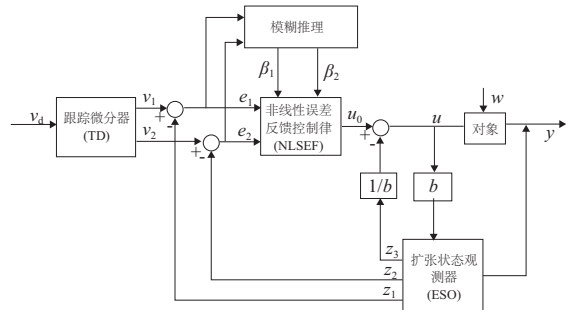 模糊推理
β1
β2
vd
跟踪微分器
(TD)
v1
v2
+
-
+
-
e1
e2
非线性误差
反馈控制律
(NLSEF)
u0
+
-
u
w
对象
y
1/b
b
z3
z2
z1
扩张状态观
测器
(ESO)